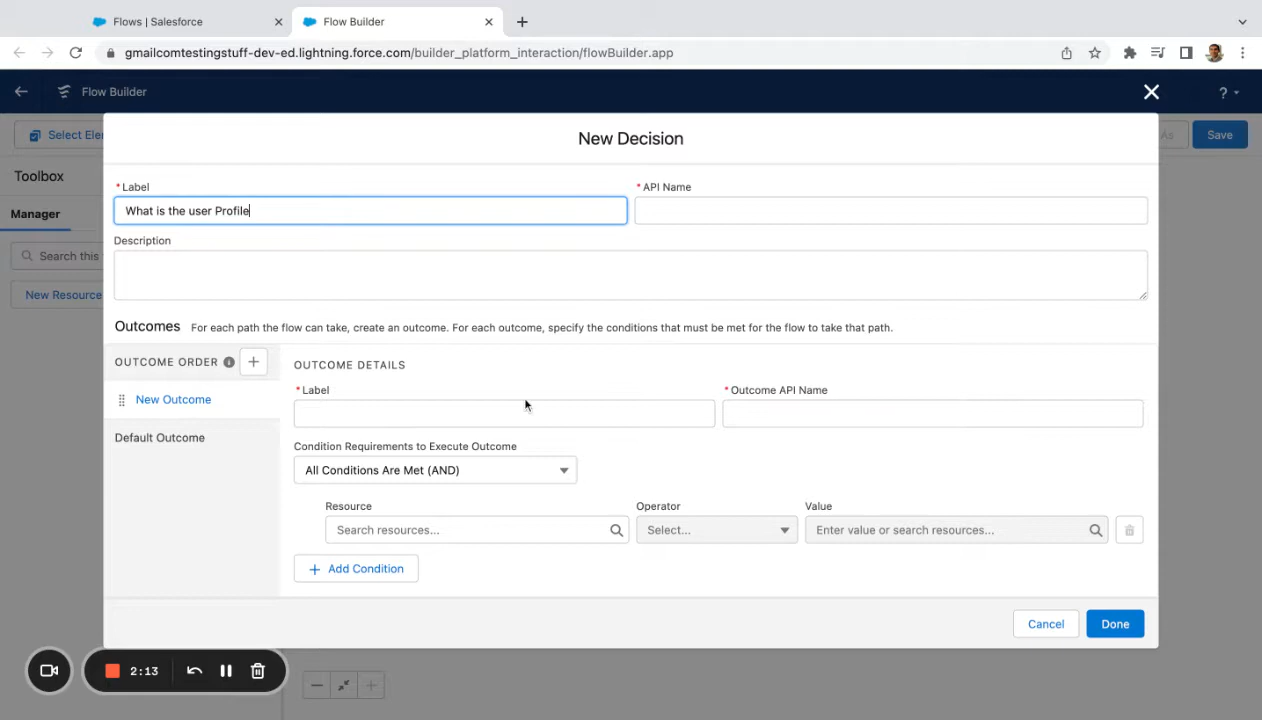 Flows | Salesforce
Flow Builder
gmailcomtestingstuff-dev-ed.lightning.force.com/builder_platform_interaction/flowBuilder.app
Flow Builder
?
Select Ele
As
Save
New Decision
Toolbox
* Label
* API Name
Manager
What is the user Profile
Description
Search this
New Resource
Outcomes For each path the flow can take, create an outcome. For each outcome, specify the conditions that must be met for the flow to take that path.
OUTCOME ORDER
OUTCOME DETAILS
* Label
* Outcome API Name
New Outcome
Default Outcome
Condition Requirements to Execute Outcome
All Conditions Are Met (AND)
Resource Operator Value
Search resources... Select... Enter value or search resources...
+ Add Condition
Cancel Done
2:13